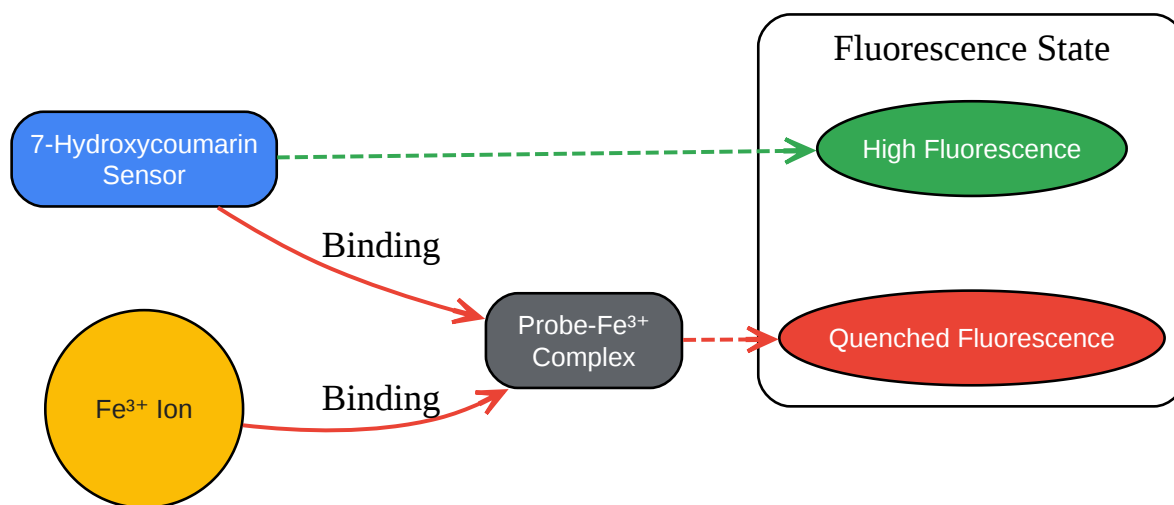 Fluorescence State
7-Hydroxycoumarin
Sensor
High Fluorescence
Binding
Probe-Fe³⁺
Complex
Quenched Fluorescence
Binding
Fe³⁺ Ion